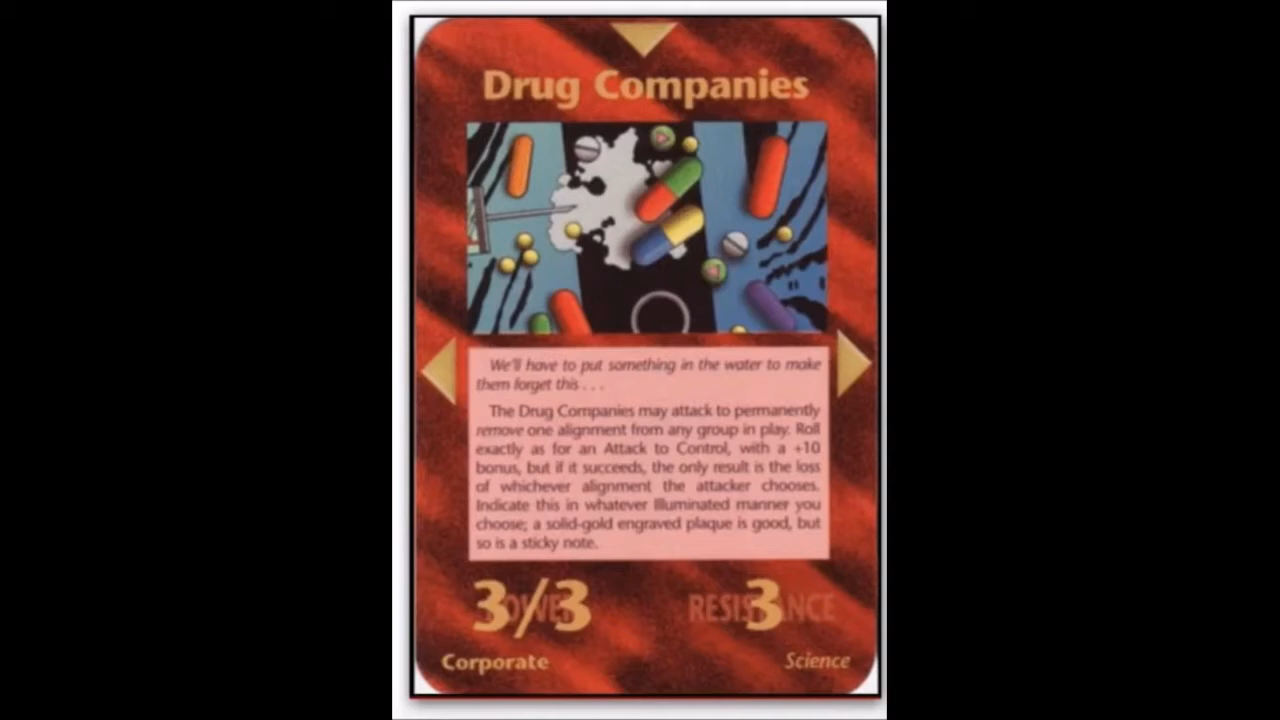 Drug Companies
We'll have to put something in the water to make
them forget this . . .
The Drug Companies may attack to permanently
remove one alignment from any group in play. Roll
exactly as for an Attack to Control, with a +10
bonus, but if it succeeds, the only result is the loss
of whichever alignment the attacker chooses.
Indicate this in whatever Illuminated manner you
choose; a solid-gold engraved plaque is good, but
so is a sticky note.
POWER 3/3 RESISTANCE 3
Corporate Science